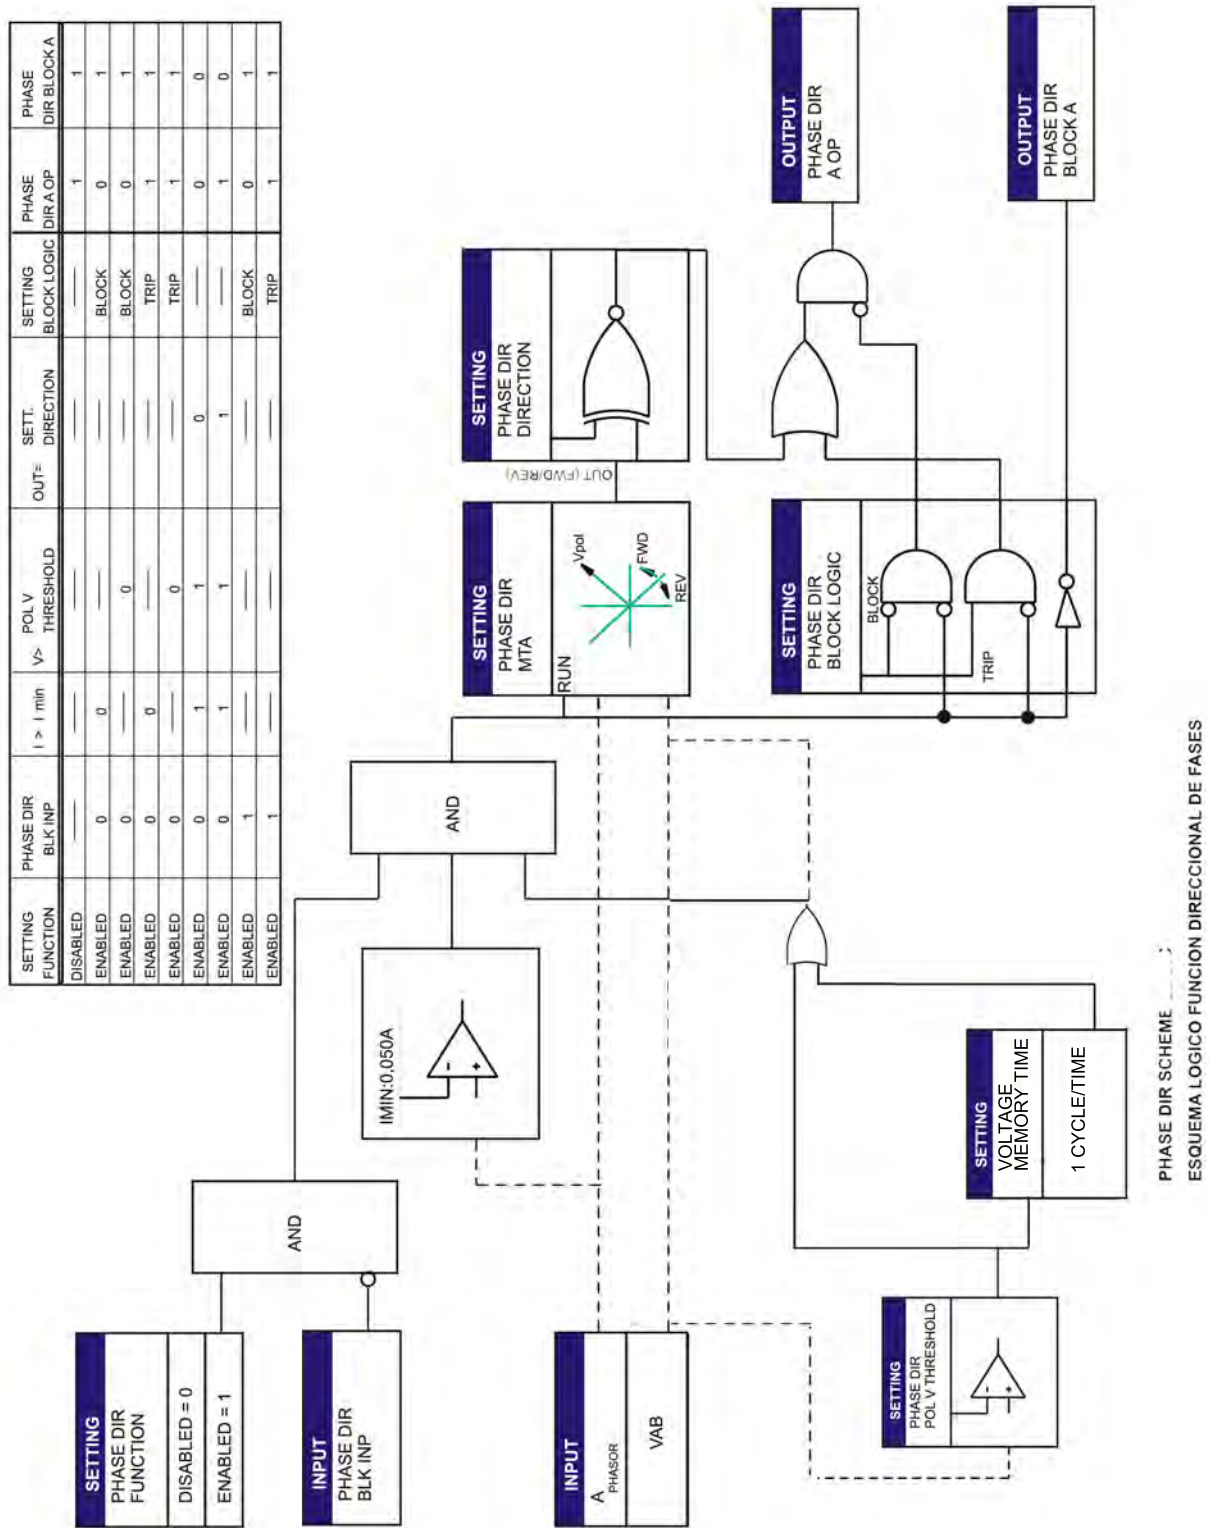 SETTING
PHASE DIR
FUNCTION
DISABLED = 0
ENABLED = 1
INPUT
PHASE DIR
BLK INP
AND
INPUT
A PHASOR
VAB
SETTING
PHASE DIR
POL V THRESHOLD
- +
IMIN:0,050A
- +
SETTING
VOLTAGE
MEMORY TIME
1 CYCLE/TIME
AND
SETTING
PHASE DIR
MTA
RUN
Vpol
FWD
REV
OUT (FWD/REV)
SETTING
PHASE DIR
DIRECTION
SETTING
PHASE DIR
BLOCK LOGIC
BLOCK
TRIP
OUTPUT
PHASE DIR
A OP
OUTPUT
PHASE DIR
BLOCK A
SETTING PHASE DIR I > I min V> POL V OUT= SETT. SETTING PHASE PHASE
FUNCTION BLK INP THRESHOLD DIRECTION BLOCK LOGIC DIR A OP DIR BLOCK A
DISABLED —— —— —— —— —— 1 1
ENABLED 0 0 —— —— BLOCK 0 1
ENABLED 0 —— 0 —— BLOCK 0 1
ENABLED 0 0 —— —— TRIP 1 1
ENABLED 0 —— 0 —— TRIP 1 1
ENABLED 0 1 1 0 —— 0 0
ENABLED 0 1 1 1 —— 1 0
ENABLED 1 —— —— —— BLOCK 0 1
ENABLED 1 —— —— —— TRIP 1 1
PHASE DIR SCHEME
ESQUEMA LOGICO FUNCION DIRECCIONAL DE FASES